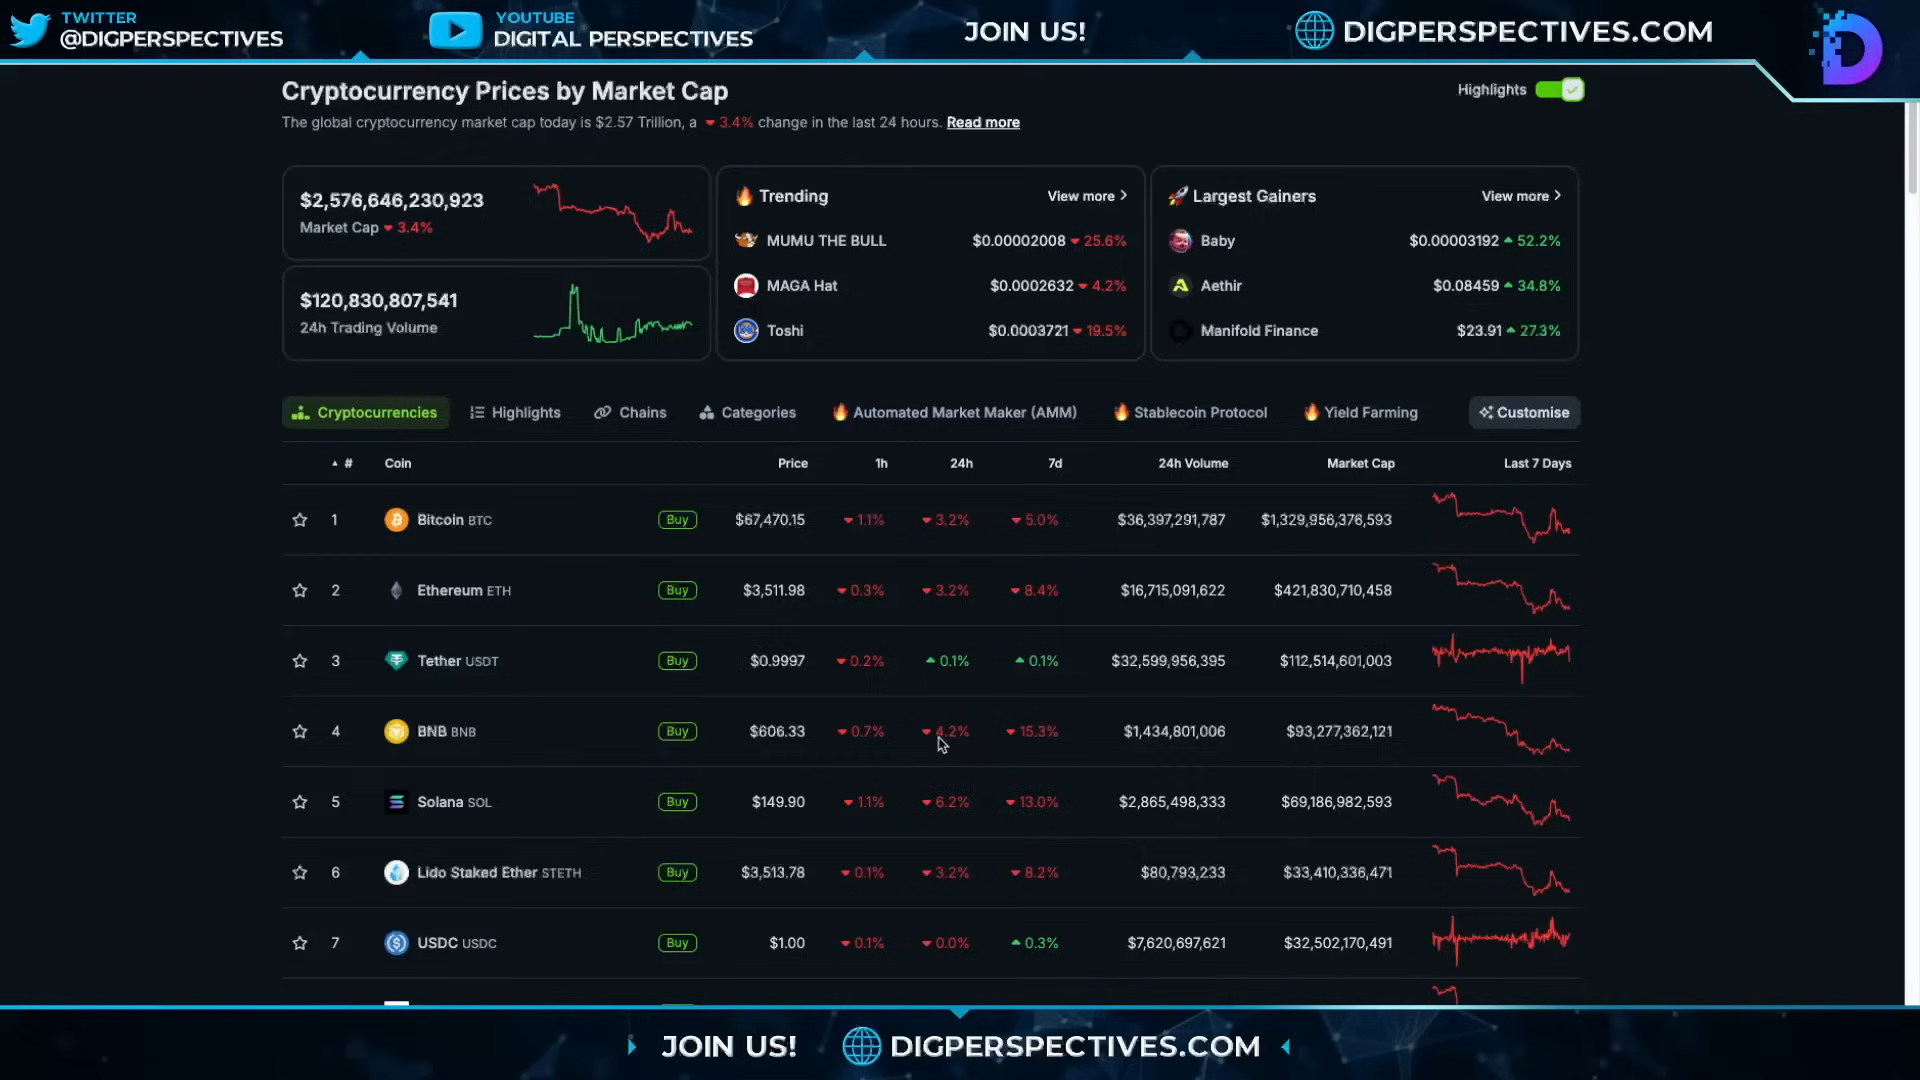 TWITTER
@DIGPERSPECTIVES
YOUTUBE
DIGITAL PERSPECTIVES
JOIN US!
DIGPERSPECTIVES.COM
Cryptocurrency Prices by Market Cap
Highlights
The global cryptocurrency market cap today is $2.57 Trillion, a 3.4% change in the last 24 hours. Read more
$2,576,646,230,923
Market Cap 3.4%
$120,830,807,541
24h Trading Volume
Trending View more
MUMU THE BULL $0.00002008 25.6%
MAGA Hat $0.0002632 4.2%
Toshi $0.0003721 19.5%
Largest Gainers View more
Baby $0.00003192 52.2%
Aethir $0.08459 34.8%
Manifold Finance $23.91 27.3%
Cryptocurrencies Highlights Chains Categories Automated Market Maker (AMM) Stablecoin Protocol Yield Farming Customise
# Coin Price 1h 24h 7d 24h Volume Market Cap Last 7 Days
1 Bitcoin BTC Buy $67,470.15 1.1% 3.2% 5.0% $36,397,291,787 $1,329,956,376,593
2 Ethereum ETH Buy $3,511.98 0.3% 3.2% 8.4% $16,715,091,622 $421,830,710,458
3 Tether USDT Buy $0.9997 0.2% 0.1% 0.1% $32,599,956,395 $112,514,601,003
4 BNB BNB Buy $606.33 0.7% 4.2% 15.3% $1,434,801,006 $93,277,362,121
5 Solana SOL Buy $149.90 1.1% 6.2% 13.0% $2,865,498,333 $69,186,982,593
6 Lido Staked Ether STETH Buy $3,513.78 0.1% 3.2% 8.2% $80,793,233 $33,410,336,471
7 USDC USDC Buy $1.00 0.1% 0.0% 0.3% $7,620,697,621 $32,502,170,491
JOIN US! DIGPERSPECTIVES.COM